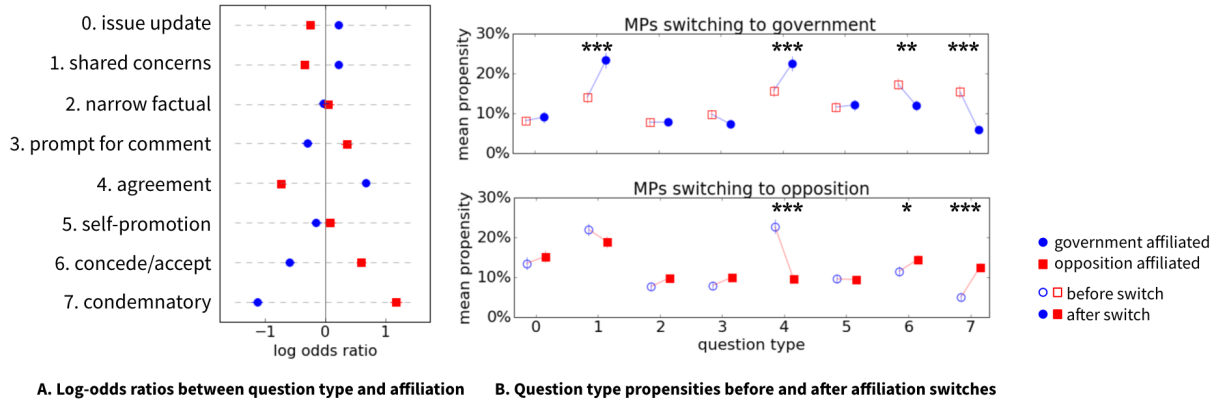 0. issue update
1. shared concerns
2. narrow factual
3. prompt for comment
4. agreement
5. self-promotion
6. concede/accept
7. condemnatory
−1 0 1
log odds ratio
MPs switching to government
30%
20%
10%
0%
mean propensity
*** *** ** ***
MPs switching to opposition
30%
20%
10%
0%
mean propensity
*** * ***
0 1 2 3 4 5 6 7
question type
government affiliated
opposition affiliated
before switch
after switch
A. Log-odds ratios between question type and affiliation
B. Question type propensities before and after affiliation switches